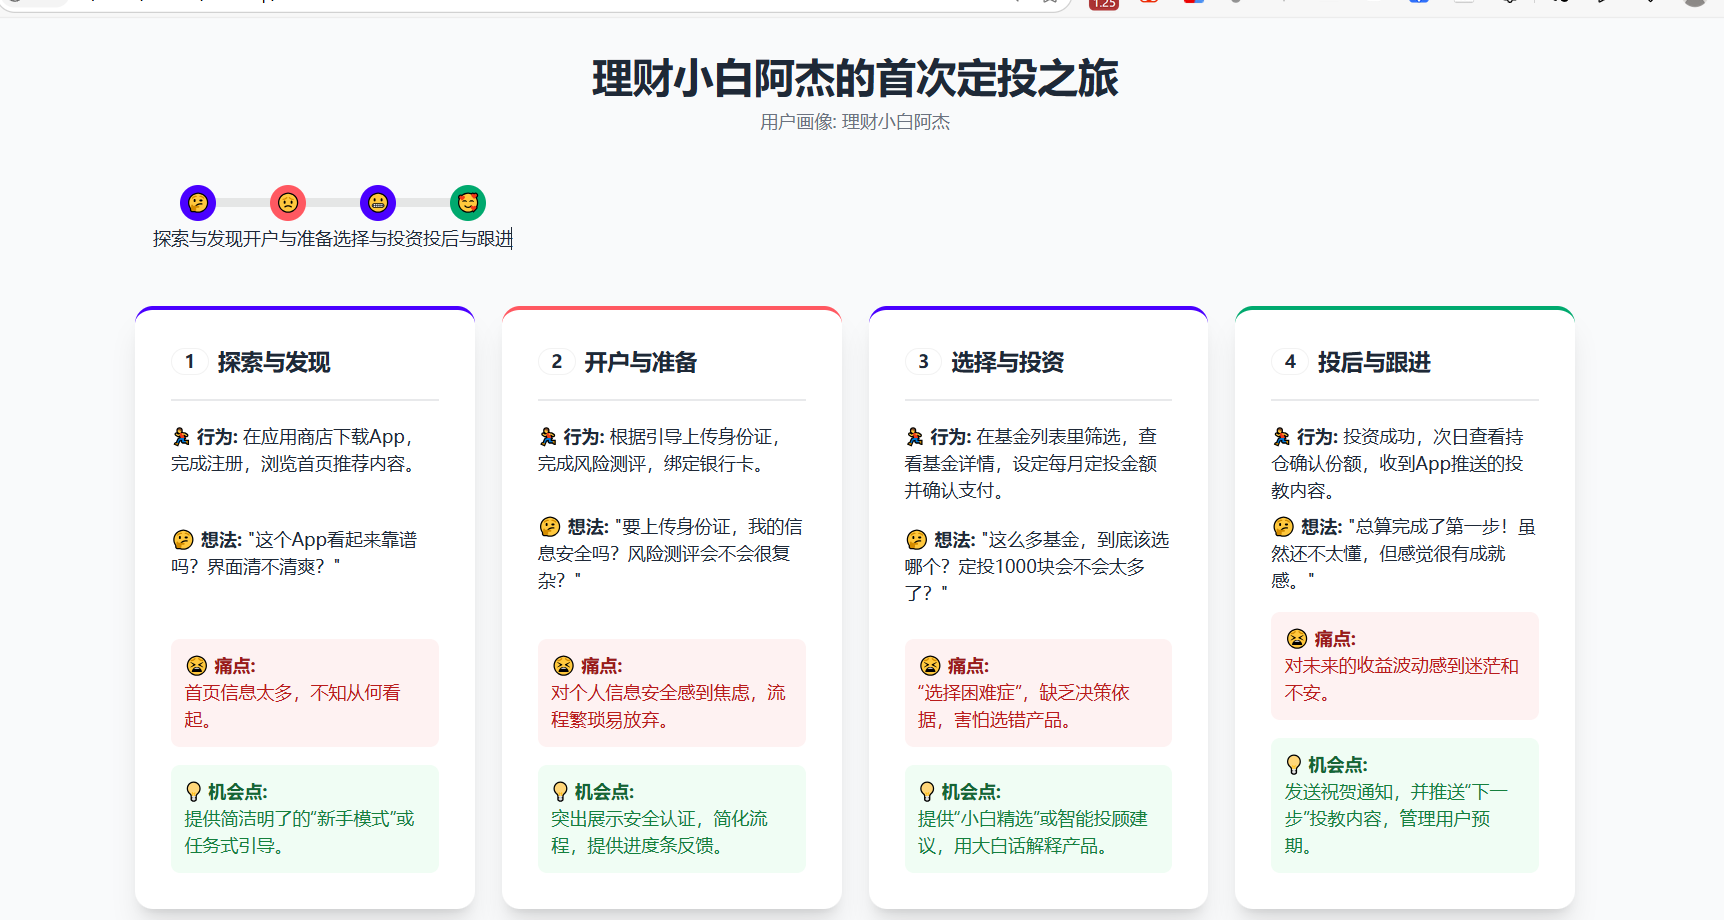 1.25
理财小白阿杰的首次定投之旅
用户画像: 理财小白阿杰
探索与发现开户与准备选择与投资投后与跟进
1 探索与发现
行为: 在应用商店下载App，
完成注册，浏览首页推荐内容。
想法: "这个App看起来靠谱
吗？界面清不清爽？"
痛点:
首页信息太多，不知从何看
起。
机会点:
提供简洁明了的“新手模式”或
任务式引导。
2 开户与准备
行为: 根据引导上传身份证，
完成风险测评，绑定银行卡。
想法: "要上传身份证，我的信
息安全吗？风险测评会不会很复
杂？"
痛点:
对个人信息安全感到焦虑，流
程繁琐易放弃。
机会点:
突出展示安全认证，简化流
程，提供进度条反馈。
3 选择与投资
行为: 在基金列表里筛选，查
看基金详情，设定每月定投金额
并确认支付。
想法: "这么多基金，到底该选
哪个？定投1000块会不会太多
了？"
痛点:
“选择困难症”，缺乏决策依
据，害怕选错产品。
机会点:
提供“小白精选”或智能投顾建
议，用大白话解释产品。
4 投后与跟进
行为: 投资成功，次日查看持
仓确认份额，收到App推送的投
教内容。
想法: "总算完成了第一步！虽
然还不太懂，但感觉很有成就
感。"
痛点:
对未来的收益波动感到迷茫和
不安。
机会点:
发送祝贺通知，并推送“下一
步”投教内容，管理用户预
期。